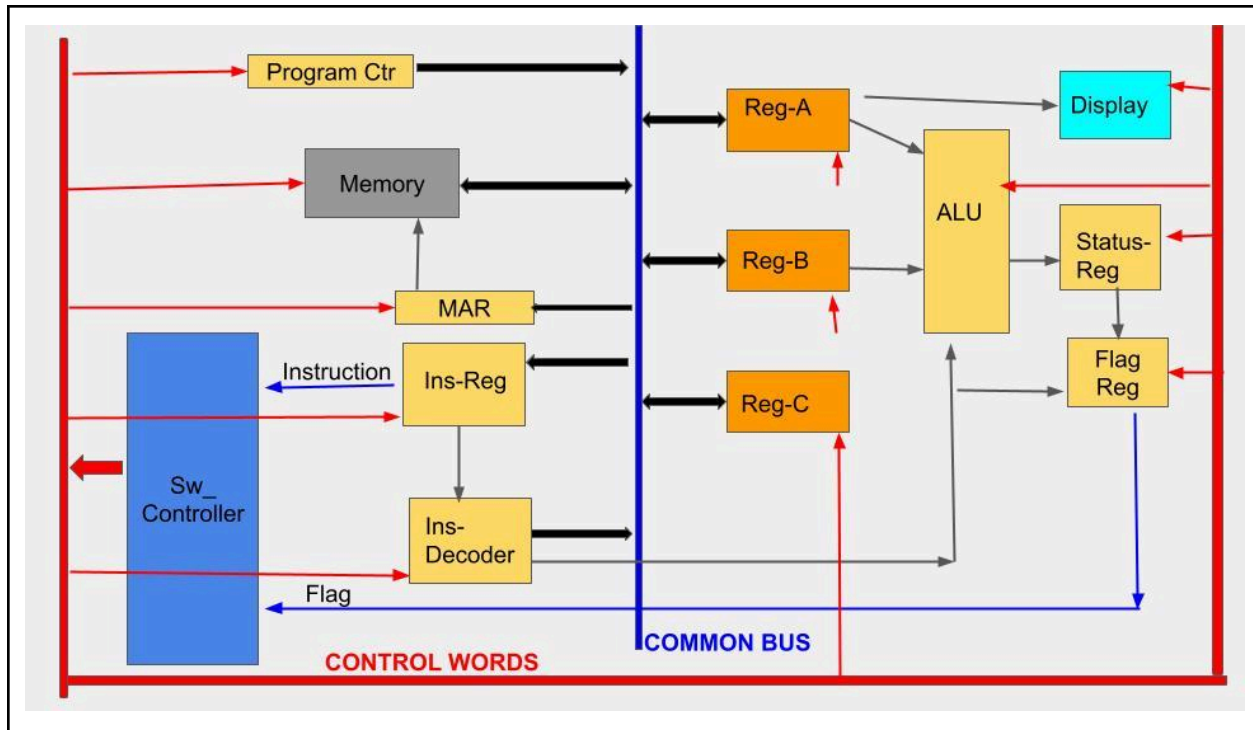 Program Ctr
Reg-A
Display
Memory
ALU
Status-
Reg
Reg-B
MAR
Instruction
Ins-Reg
Flag
Reg
Reg-C
Sw_
Controller
Ins-
Decoder
Flag
COMMON BUS
CONTROL WORDS